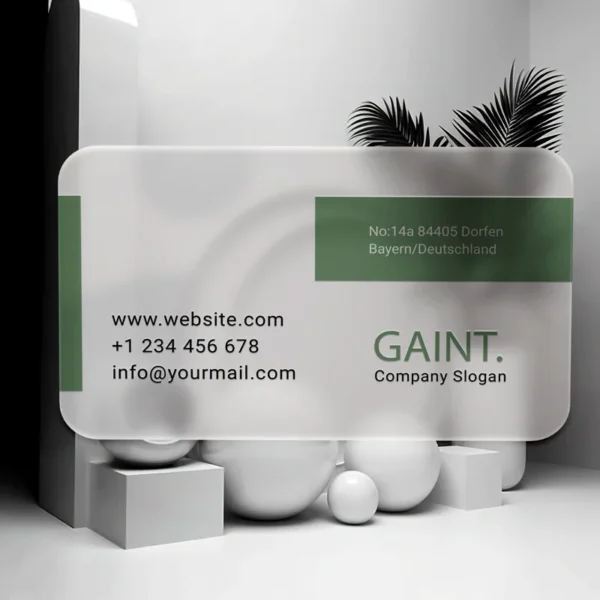 No:14a 84405 Dorfen
Bayern/Deutschland
www.website.com
+1 234 456 678
info@yourmail.com
GAINT.
Company Slogan